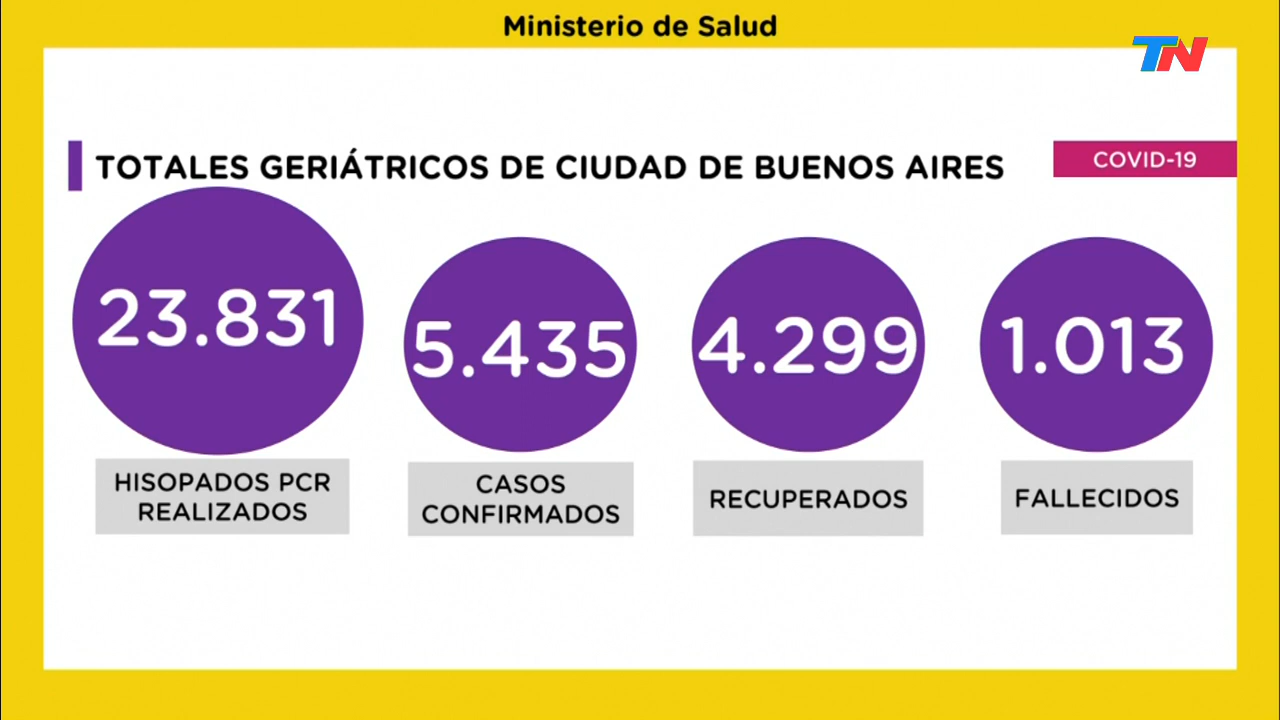 Ministerio de Salud
TN
TOTALES GERIÁTRICOS DE CIUDAD DE BUENOS AIRES
COVID-19
23.831
5.435
4.299
1.013
HISOPADOS PCR
REALIZADOS
CASOS
CONFIRMADOS
RECUPERADOS
FALLECIDOS